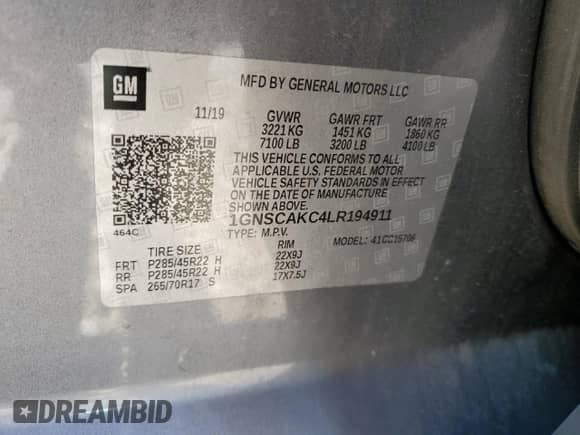 GM
MFD BY GENERAL MOTORS LLC
11/19 GVWR GAWR FRT GAWR RR
3221 KG 1451 KG 1860 KG
7100 LB 3200 LB 4100 LB
THIS VEHICLE CONFORMS TO ALL
APPLICABLE U.S. FEDERAL MOTOR
VEHICLE SAFETY STANDARDS IN EFFECT
ON THE DATE OF MANUFACTURE
SHOWN ABOVE.
1GNSCAKC4LR194911
464C TYPE: M.P.V. MODEL: 41CC15706
TIRE SIZE RIM
FRT P285/45R22 H 22X9J
RR P285/45R22 H 22X9J
SPA 265/70R17 S 17X7.5J
DREAMBID